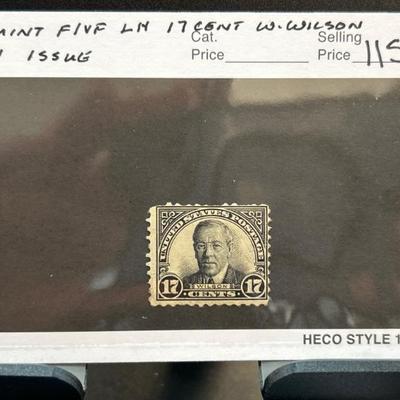 MINT F/VF LH 17 CENT W. WILSON
ISSUE
Cat.
Price
Selling
Price 115
UNITED STATES POSTAGE
WILSON
17 CENTS 17
HECO STYLE 1